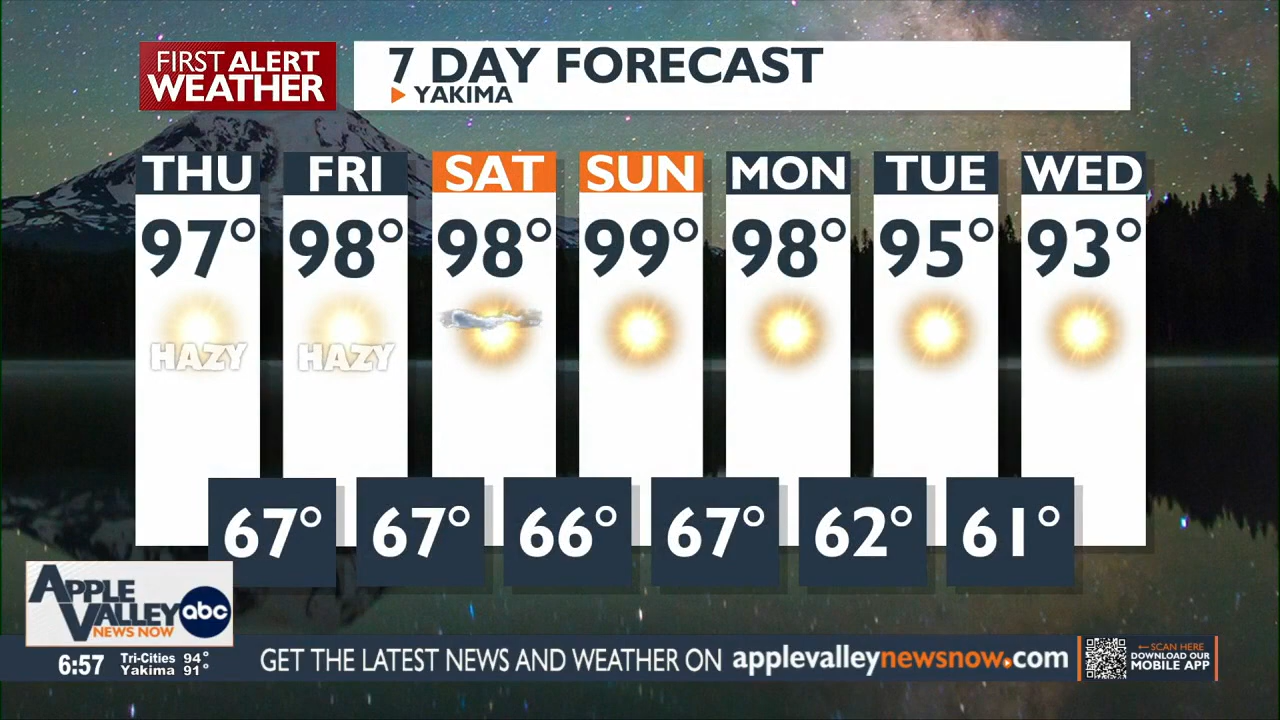 FIRST ALERT
WEATHER
7 DAY FORECAST
YAKIMA
THU FRI SAT SUN MON TUE WED
97° 98° 98° 99° 98° 95° 93°
HAZY HAZY
67° 67° 66° 67° 62° 61°
APPLE
VALLEY abc
NEWS NOW
6:57
Tri-Cities 94°
Yakima 91°
GET THE LATEST NEWS AND WEATHER ON applevalleynewsnow.com
SCAN HERE
DOWNLOAD OUR
MOBILE APP